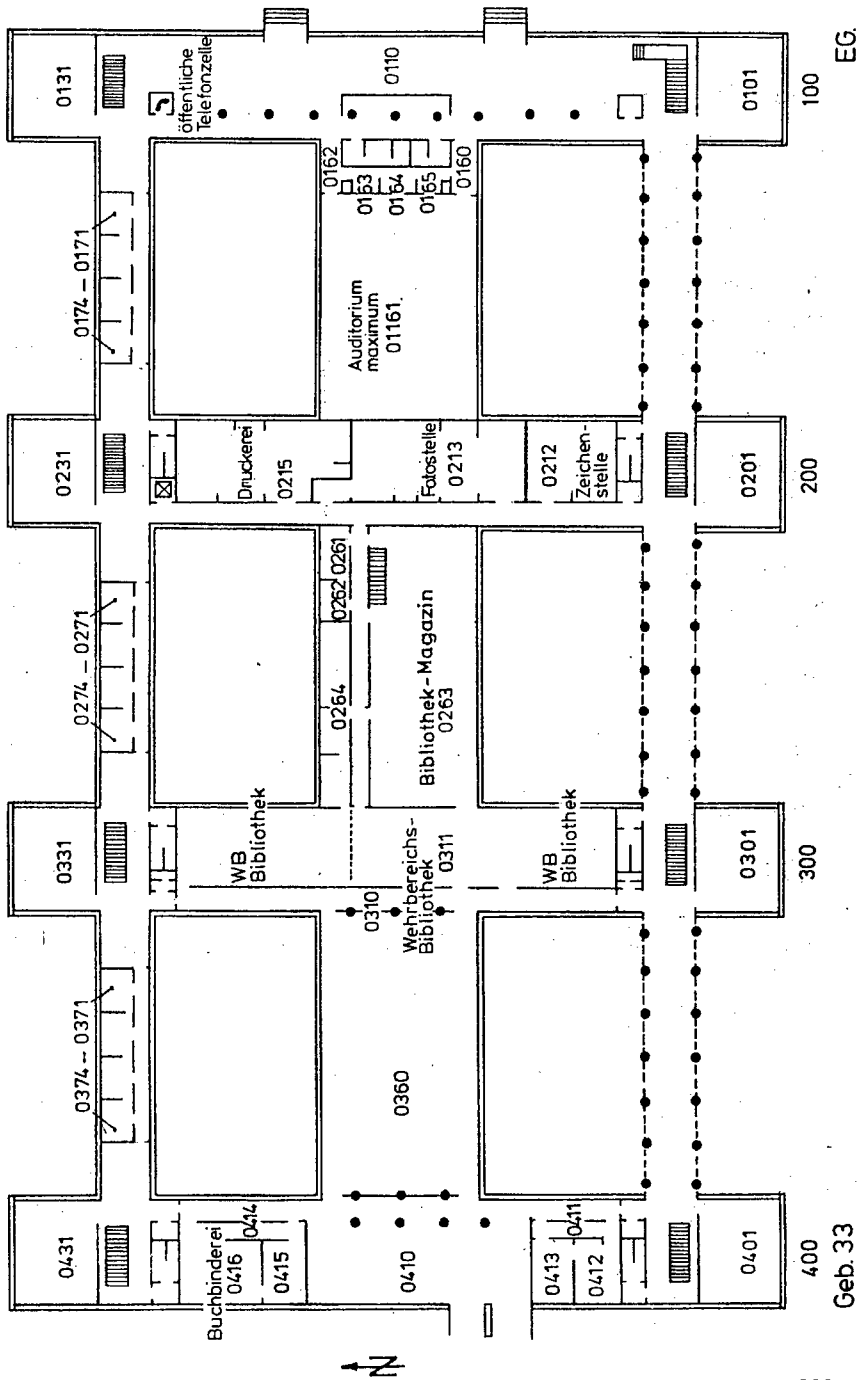 0431
0331
0231
0131
0374 – 0371
0274 – 0271
0174 – 0171
öffentliche
Telefonzelle
Buchbinderei
0416
0414
0415
WB
Bibliothek
Druckerei
0215
0264
0262
0261
0162
0163
0164
0165
0160
0110
N
0410
0360
0310
Wehrbereichs-
Bibliothek
0311
Bibliothek-Magazin
0263
Fotostelle
0213
Auditorium
maximum
01161.
0413
0412
0411
WB
Bibliothek
0212
Zeichen-
stelle
0401
0301
0201
0101
400
300
200
100
Geb. 33
EG.